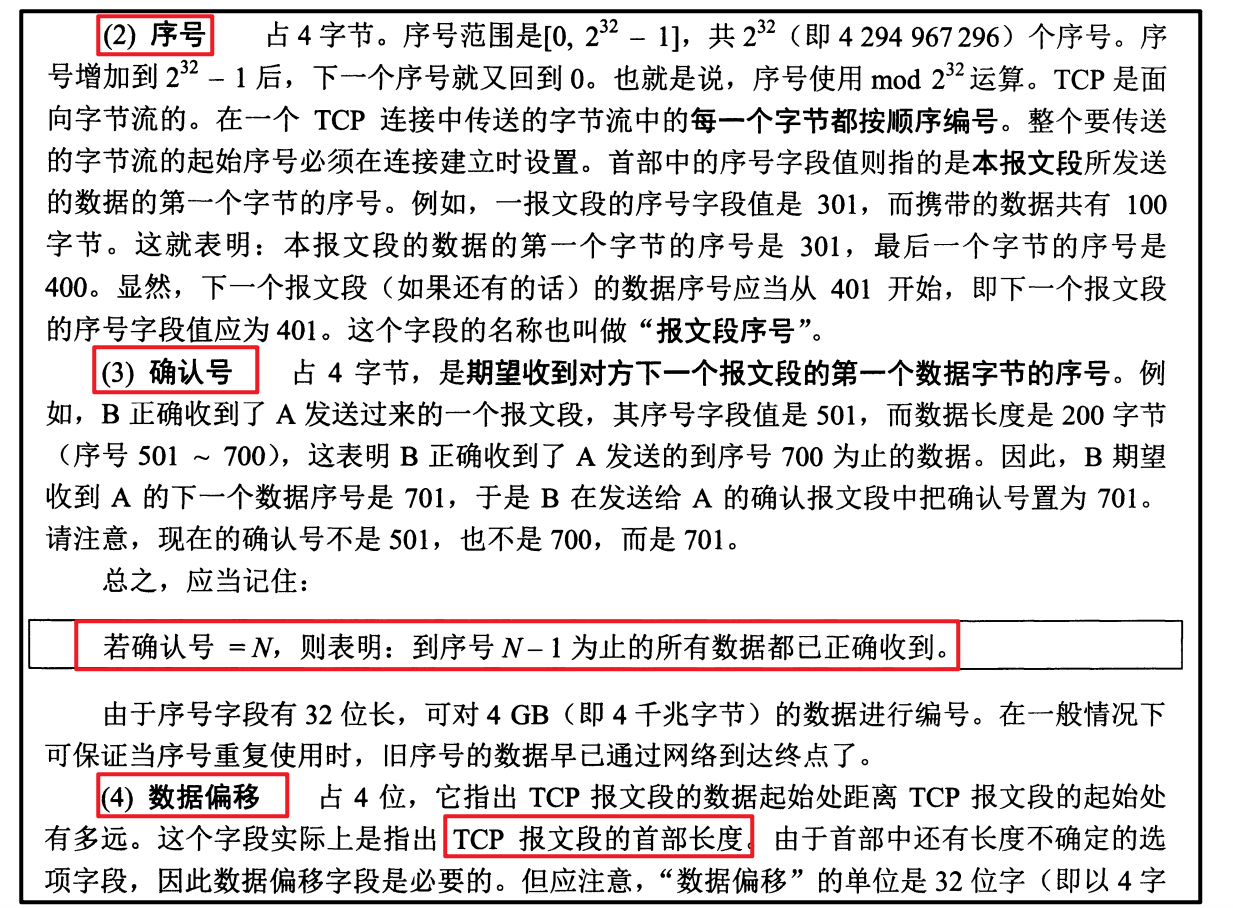 (2) 序号 占 4 字节。序号范围是[0, 2³² – 1]，共 2³²（即 4 294 967 296）个序号。序
号增加到 2³² – 1 后，下一个序号就又回到 0。也就是说，序号使用 mod 2³² 运算。TCP 是面
向字节流的。在一个 TCP 连接中传送的字节流中的每一个字节都按顺序编号。整个要传送
的字节流的起始序号必须在连接建立时设置。首部中的序号字段值则指的是本报文段所发送
的数据的第一个字节的序号。例如，一报文段的序号字段值是 301，而携带的数据共有 100
字节。这就表明：本报文段的数据的第一个字节的序号是 301，最后一个字节的序号是
400。显然，下一个报文段（如果还有的话）的数据序号应当从 401 开始，即下一个报文段
的序号字段值应为 401。这个字段的名称也叫做“报文段序号”。
(3) 确认号 占 4 字节，是期望收到对方下一个报文段的第一个数据字节的序号。例
如，B 正确收到了 A 发送过来的一个报文段，其序号字段值是 501，而数据长度是 200 字节
（序号 501 ~ 700），这表明 B 正确收到了 A 发送的到序号 700 为止的数据。因此，B 期望
收到 A 的下一个数据序号是 701，于是 B 在发送给 A 的确认报文段中把确认号置为 701。
请注意，现在的确认号不是 501，也不是 700，而是 701。
总之，应当记住：
若确认号 = N，则表明：到序号 N – 1 为止的所有数据都已正确收到。
由于序号字段有 32 位长，可对 4 GB（即 4 千兆字节）的数据进行编号。在一般情况下
可保证当序号重复使用时，旧序号的数据早已通过网络到达终点了。
(4) 数据偏移 占 4 位，它指出 TCP 报文段的数据起始处距离 TCP 报文段的起始处
有多远。这个字段实际上是指出 TCP 报文段的首部长度。由于首部中还有长度不确定的选
项字段，因此数据偏移字段是必要的。但应注意，“数据偏移”的单位是 32 位字（即以 4 字